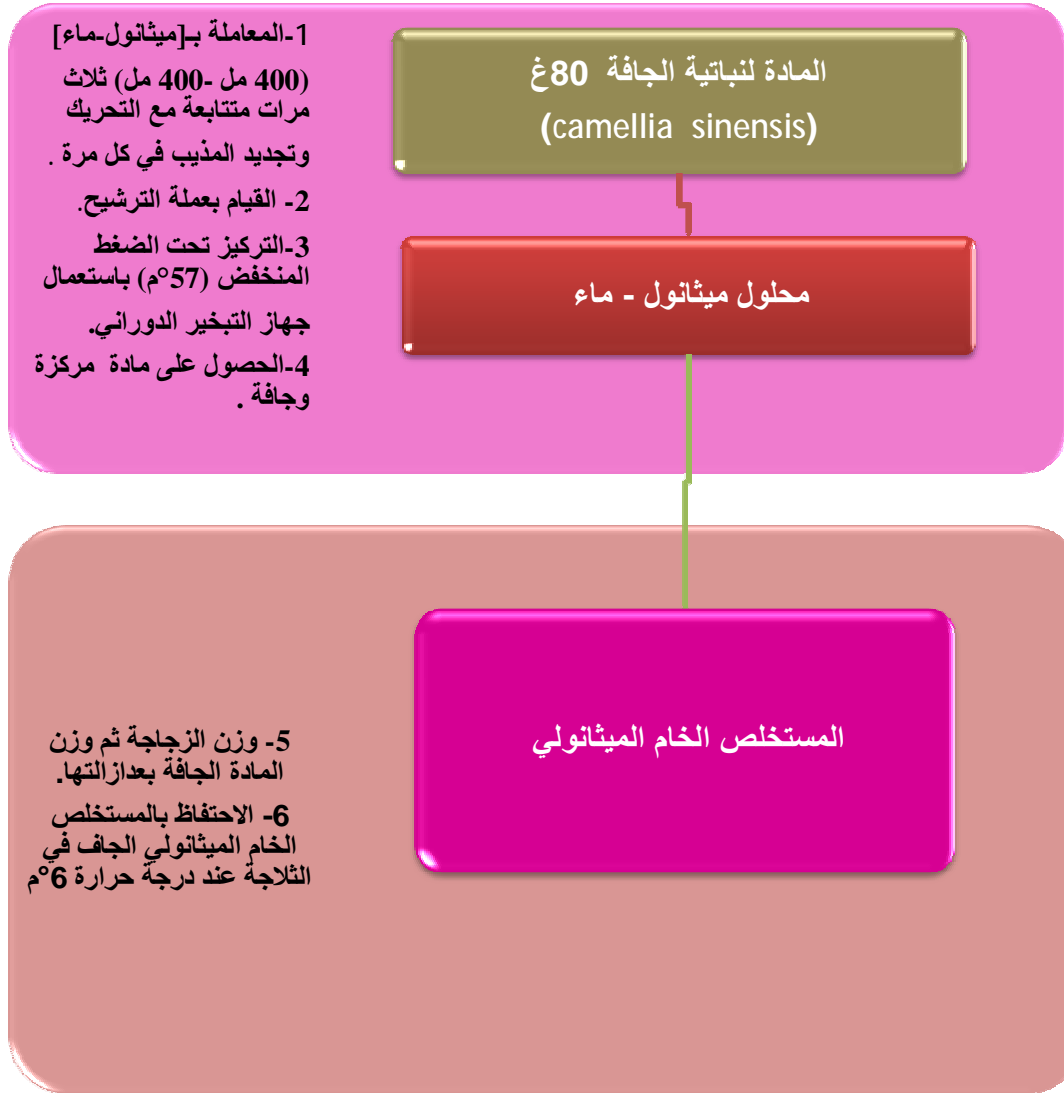 1-المعاملة بـ[ميثانول-ماء]
(400 مل -400 مل) ثلاث
مرات متتابعة مع التحريك
وتجديد المذيب في كل مرة .
2- القيام بعملة الترشيح.
3-التركيز تحت الضغط
المنخفض (57°م) باستعمال
جهاز التبخير الدوراني.
4-الحصول على مادة مركزة
وجافة .
المادة لنباتية الجافة 80غ
(camellia sinensis)
محلول ميثانول - ماء
المستخلص الخام الميثانولي
5- وزن الزجاجة ثم وزن
المادة الجافة بعدازالتها.
6- الاحتفاظ بالمستخلص
الخام الميثانولي الجاف في
الثلاجة عند درجة حرارة 6°م